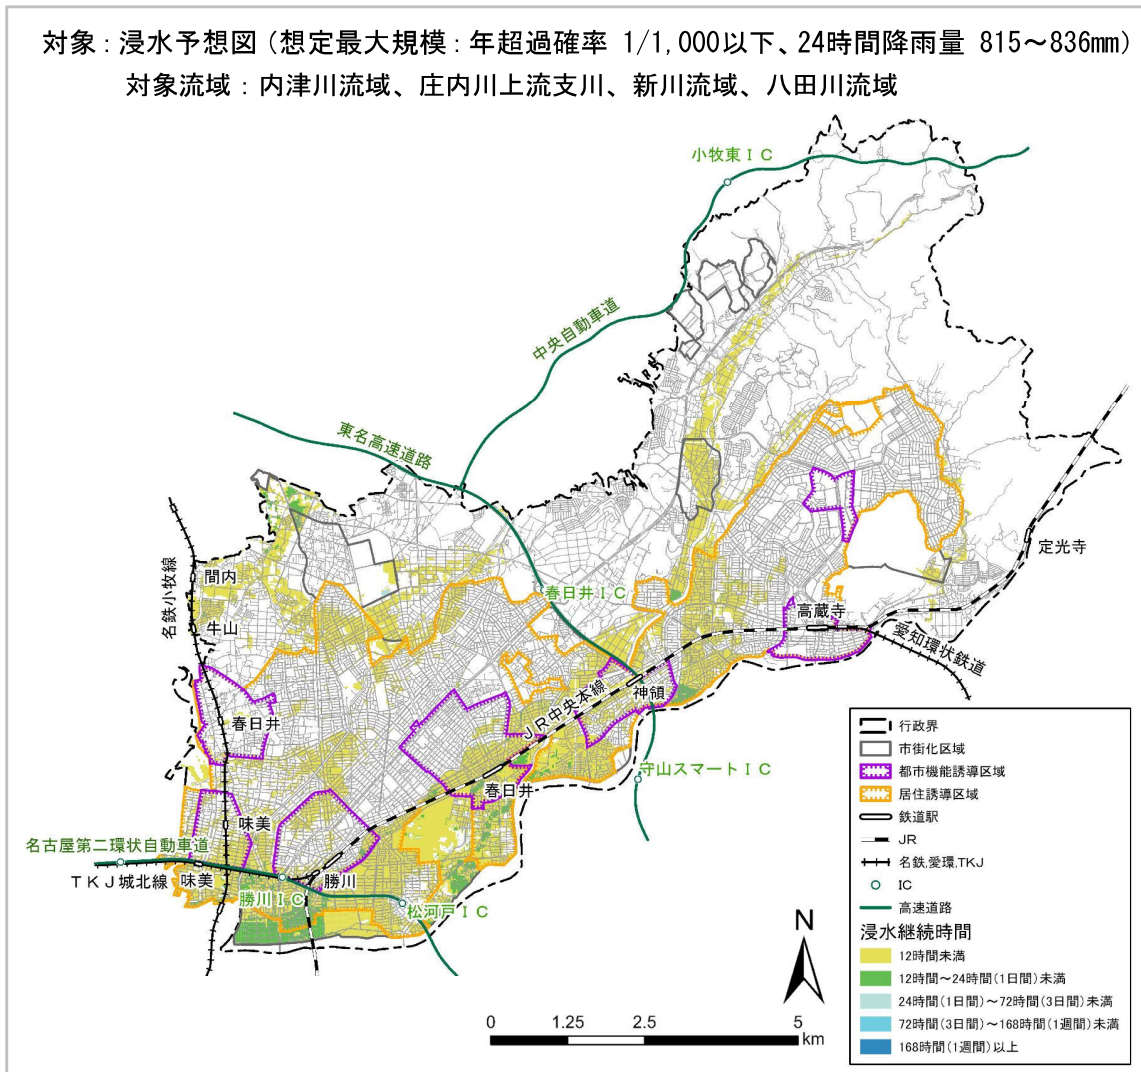 対象：浸水予想図（想定最大規模：年超過確率 1/1,000以下、24時間降雨量 815～836mm）
対象流域：内津川流域、庄内川上流支川、新川流域、八田川流域
小牧東ＩＣ
中央自動車道
東名高速道路
名鉄小牧線
間内
牛山
春日井ＩＣ
定光寺
高蔵寺
愛知環状鉄道
神領
ＪＲ中央本線
春日井
守山スマートＩＣ
春日井
味美
名古屋第二環状自動車道
ＴＫＪ城北線
味美
勝川
勝川ＩＣ
松河戸ＩＣ
行政界
市街化区域
都市機能誘導区域
居住誘導区域
鉄道駅
JR
名鉄,愛環,TKJ
IC
高速道路
浸水継続時間
12時間未満
12時間～24時間(1日間)未満
24時間(1日間)～72時間(3日間)未満
72時間(3日間)～168時間(1週間)未満
168時間(1週間)以上
N
0 1.25 2.5 5
km